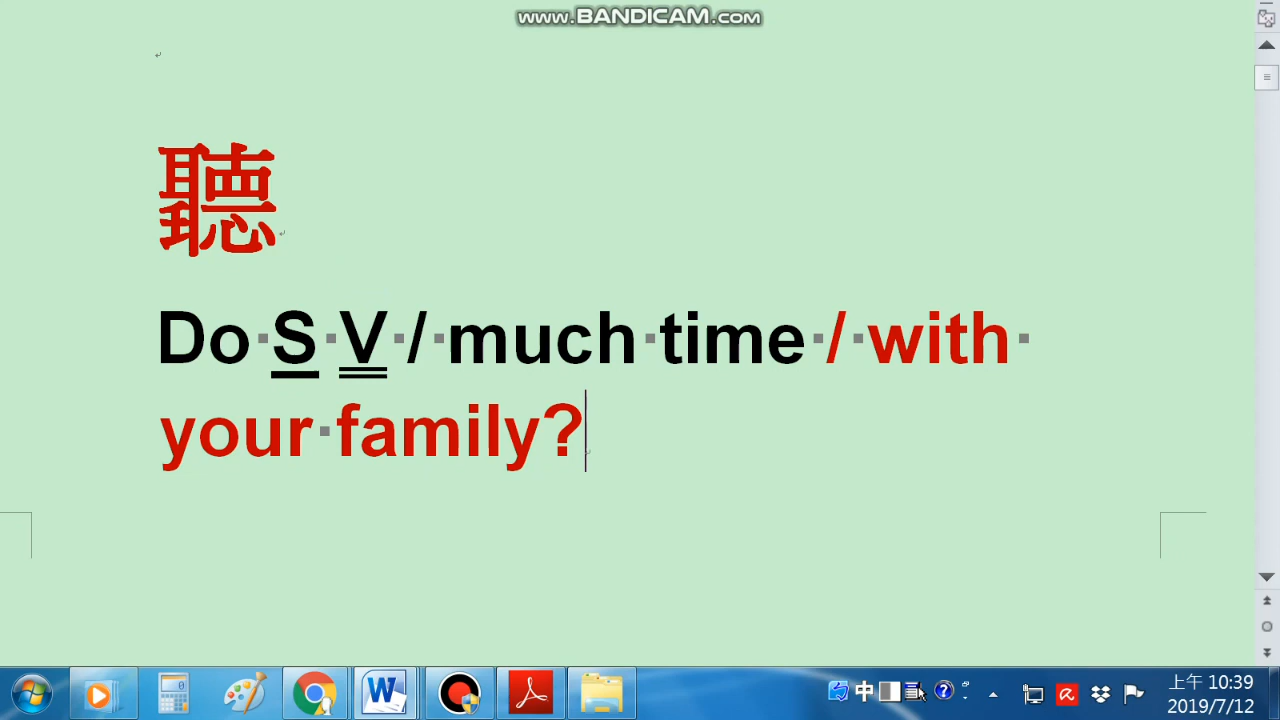 www.BANDICAM.com
聽
Do S V / much time / with
your family?
中
上午 10:39
2019/7/12